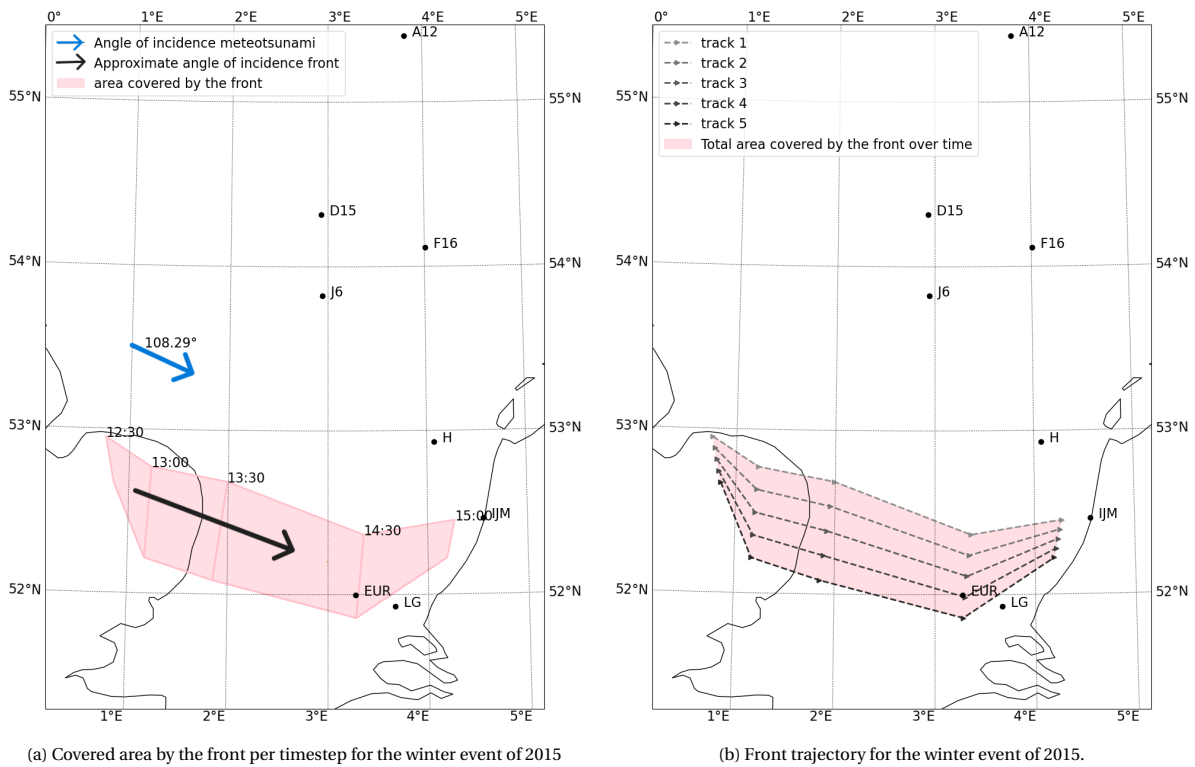 0° 1°E 2°E 3°E 4°E 5°E
Angle of incidence meteotsunami
Approximate angle of incidence front
area covered by the front
A12
55°N 55°N
D15
F16
54°N 54°N
J6
108.29°
53°N 53°N
12:30
H
13:00
13:30
15:00 IJM
14:30
52°N 52°N
EUR
LG
1°E 2°E 3°E 4°E 5°E
(a) Covered area by the front per timestep for the winter event of 2015
0° 1°E 2°E 3°E 4°E 5°E
track 1
track 2
track 3
track 4
track 5
Total area covered by the front over time
A12
55°N 55°N
D15
F16
54°N 54°N
J6
53°N 53°N
H
IJM
52°N 52°N
EUR
LG
1°E 2°E 3°E 4°E 5°E
(b) Front trajectory for the winter event of 2015.